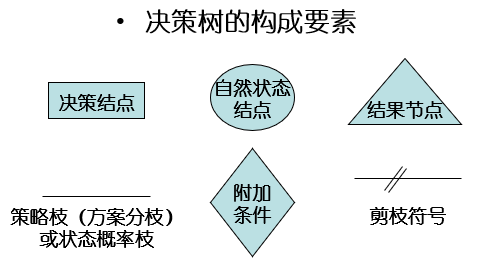 • 决策树的构成要素
决策结点
自然状态
结点
结果节点
策略枝（方案分枝）
或状态概率枝
附加
条件
剪枝符号